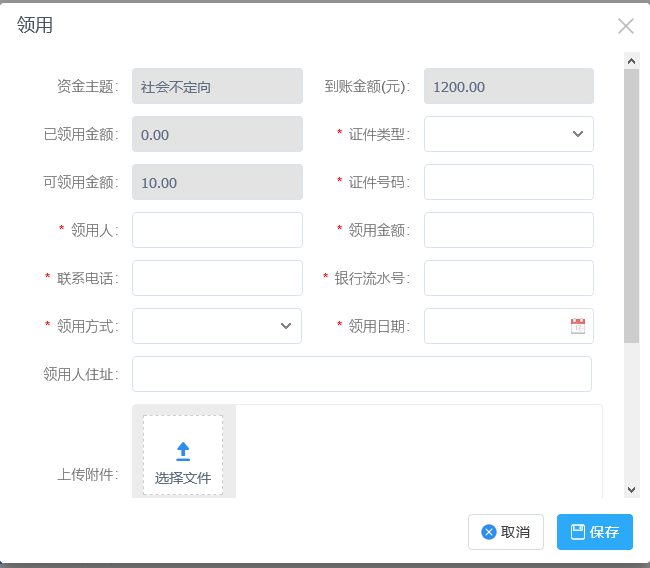 领用
资金主题: 社会不定向 到账金额(元): 1200.00
已领用金额: 0.00 * 证件类型:
可领用金额: 10.00 * 证件号码:
* 领用人: * 领用金额:
* 联系电话: * 银行流水号:
* 领用方式: * 领用日期:
领用人住址:
上传附件: 选择文件
取消 保存